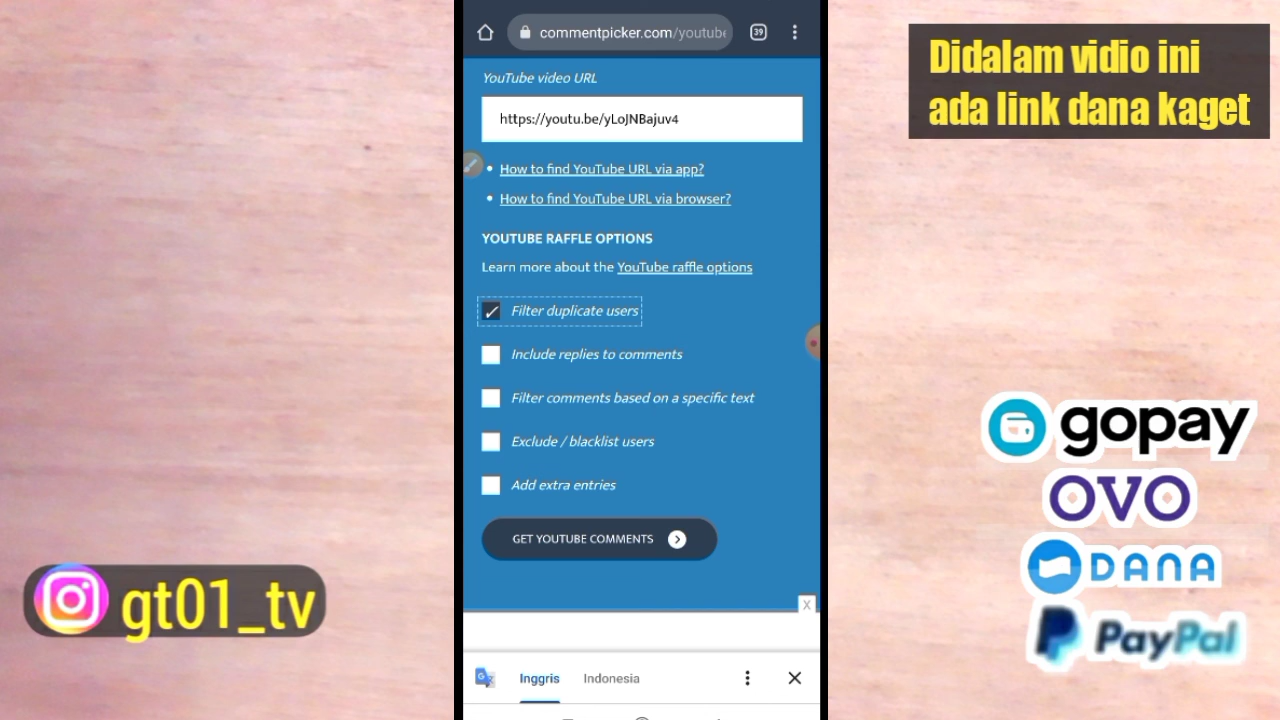 39
commentpicker.com/youtube
Didalam vidio ini
ada link dana kaget
YouTube video URL
https://youtu.be/yLoJNBajuv4
How to find YouTube URL via app?
How to find YouTube URL via browser?
YOUTUBE RAFFLE OPTIONS
Learn more about the YouTube raffle options
Filter duplicate users
Include replies to comments
Filter comments based on a specific text
Exclude / blacklist users
Add extra entries
GET YOUTUBE COMMENTS
X
Inggris Indonesia
gopay
OVO
DANA
PayPal
gt01_tv